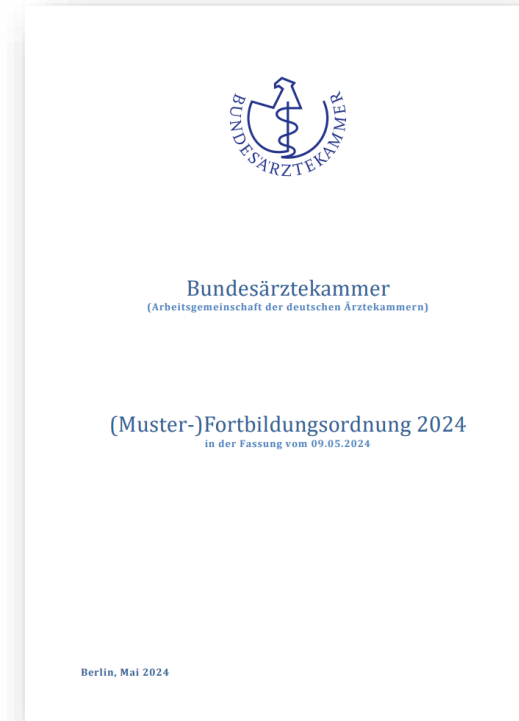 BUNDESÄRZTEKAMMER
Bundesärztekammer
(Arbeitsgemeinschaft der deutschen Ärztekammern)
(Muster-)Fortbildungsordnung 2024
in der Fassung vom 09.05.2024
Berlin, Mai 2024